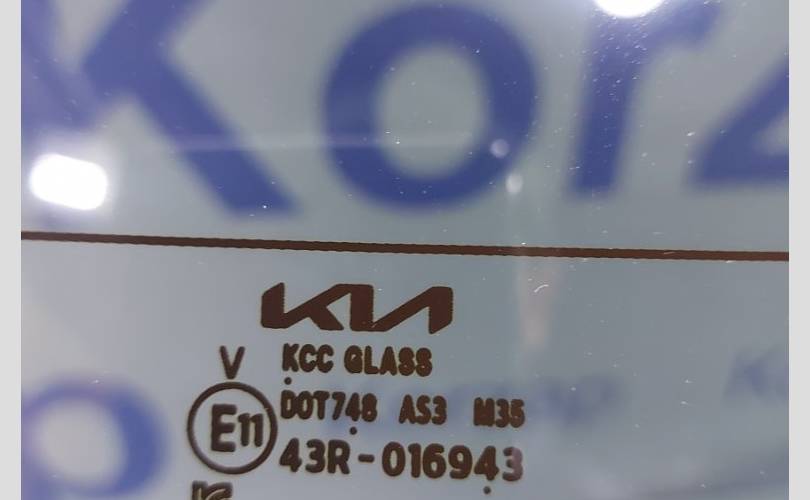 Kor
KIA
V
KCC GLASS
E11
DOT748 AS3 M35
43R-016943